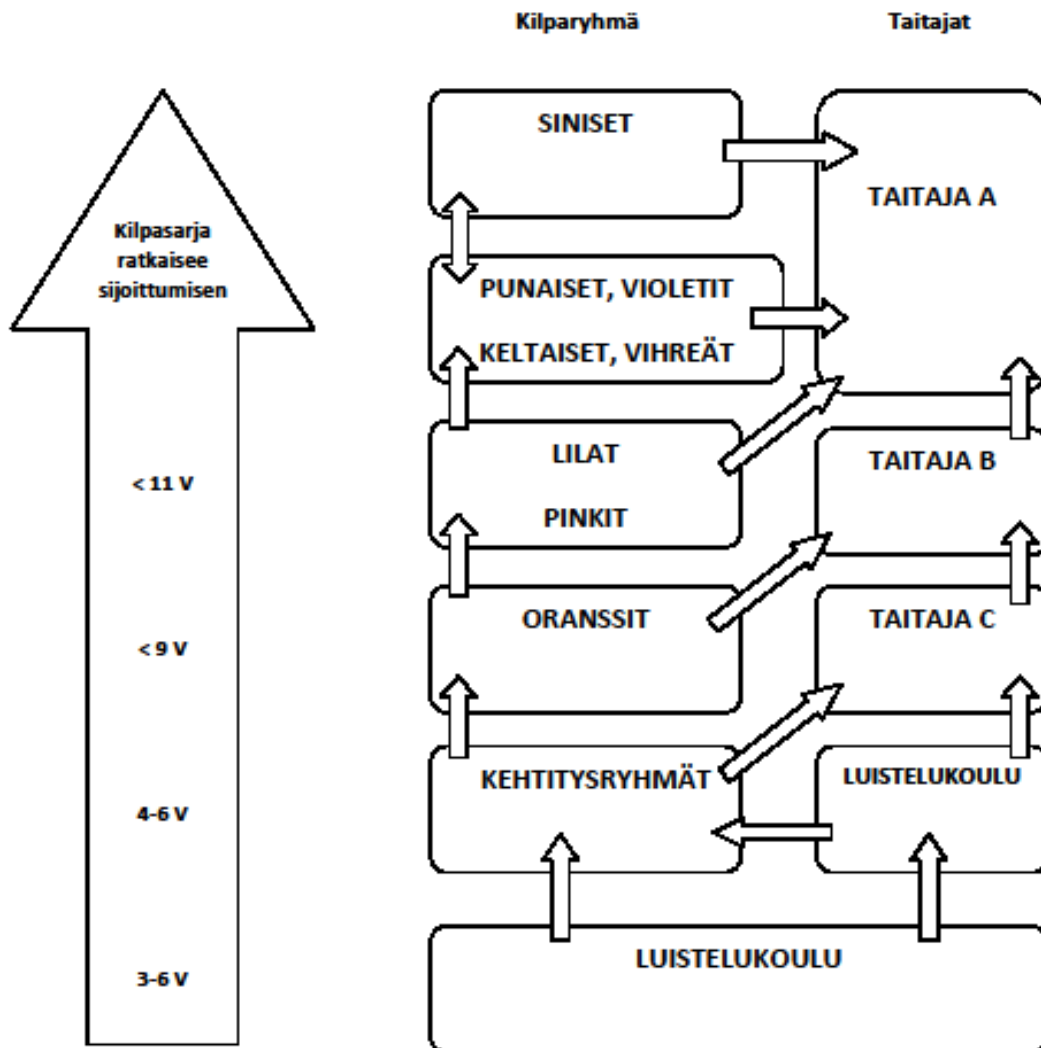 Kilparyhmä
Taitajat
SINISET
TAITAJA A
Kilpasarja
ratkaisee
sijoittumisen
PUNAISET, VIOLETIT
KELTAISET, VIHREÄT
LILAT
PINKIT
TAITAJA B
< 11 V
ORANSSIT
TAITAJA C
< 9 V
KEHTITYSRYHMÄT
LUISTELUKOULU
4-6 V
LUISTELUKOULU
3-6 V